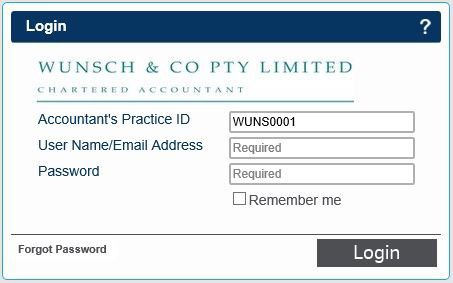 Login ?
WUNSCH & CO PTY LIMITED
CHARTERED ACCOUNTANT
Accountant's Practice ID WUNS0001
User Name/Email Address Required
Password Required
Remember me
Forgot Password Login